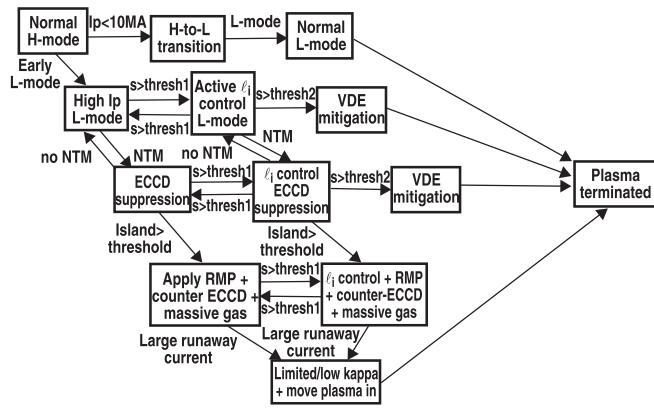 Normal
H-mode
Ip<10MA
H-to-L
transition
L-mode
Normal
L-mode
Early
L-mode
High Ip
L-mode
s>thresh1
s>thresh1
Active ℓi
control
L-mode
s>thresh2
VDE
mitigation
no NTM
NTM
no NTM
NTM
ECCD
suppression
s>thresh1
s>thresh1
ℓi control
ECCD
suppression
s>thresh2
VDE
mitigation
Plasma
terminated
Island>
threshold
Island>
threshold
Apply RMP +
counter ECCD +
massive gas
s>thresh1
s>thresh1
ℓi control + RMP
+ counter-ECCD
+ massive gas
Large runaway
current
Large runaway
current
Limited/low kappa
+ move plasma in